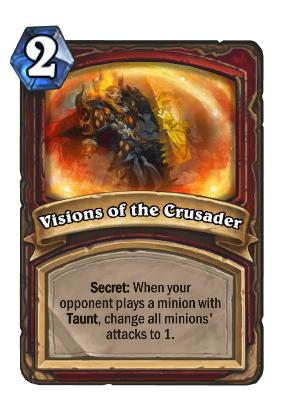 2
Visions of the Crusader
Secret: When your
opponent plays a minion with
Taunt, change all minions'
attacks to 1.